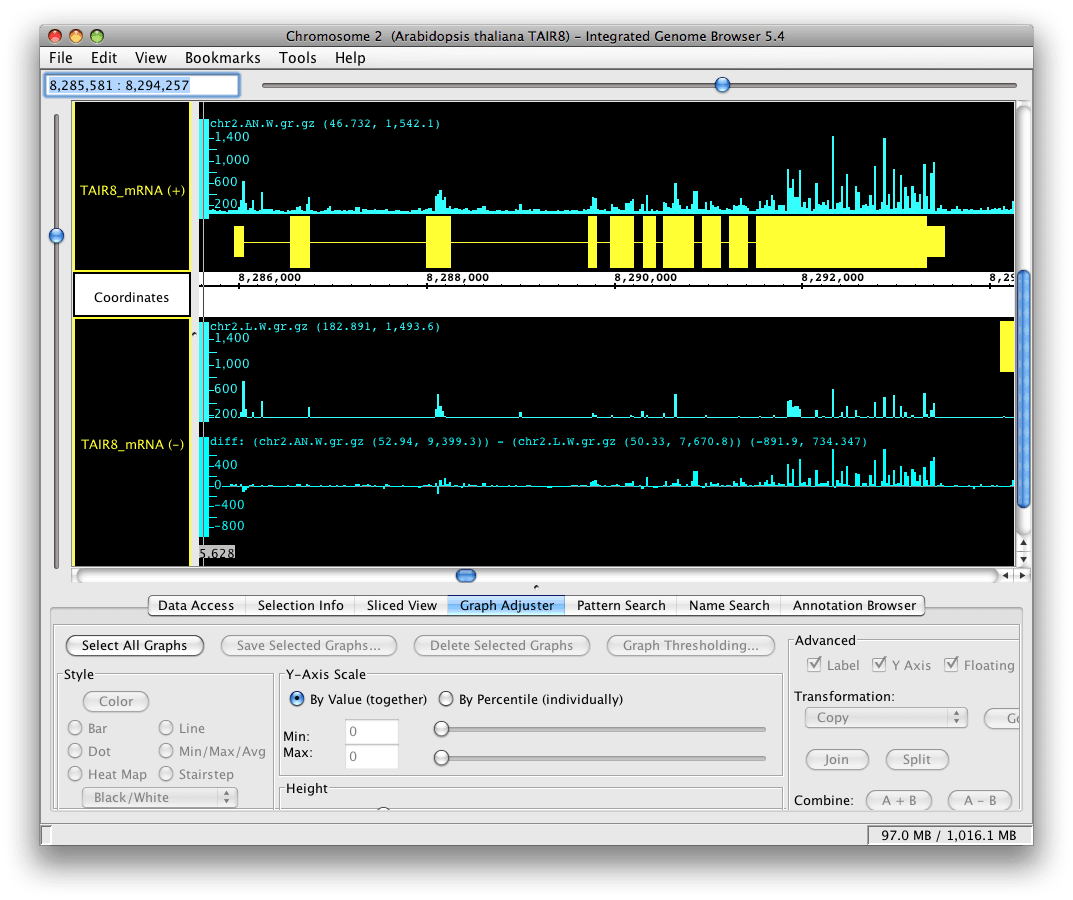 Chromosome 2 (Arabidopsis thaliana TAIR8) - Integrated Genome Browser 5.4
File Edit View Bookmarks Tools Help
8,285,581 : 8,294,257
chr2.AN.W.gr.gz (46.732, 1,542.1)
1,400
1,000
600
200
TAIR8_mRNA (+)
8,286,000 8,288,000 8,290,000 8,292,000 8,29
Coordinates
chr2.L.W.gr.gz (182.891, 1,493.6)
1,400
1,000
600
200
TAIR8_mRNA (-)
diff: (chr2.AN.W.gr.gz (52.94, 9,399.3)) - (chr2.L.W.gr.gz (50.33, 7,670.8)) (-891.9, 734.347)
400
0
-400
-800
5,628
Data Access Selection Info Sliced View Graph Adjuster Pattern Search Name Search Annotation Browser
Select All Graphs Save Selected Graphs... Delete Selected Graphs Graph Thresholding...
Style
Color
Bar Line
Dot Min/Max/Avg
Heat Map Stairstep
Black/White
Y-Axis Scale
By Value (together) By Percentile (individually)
Min: 0
Max: 0
Height
Advanced
Label Y Axis Floating
Transformation:
Copy Go
Join Split
Combine: A + B A - B
97.0 MB / 1,016.1 MB